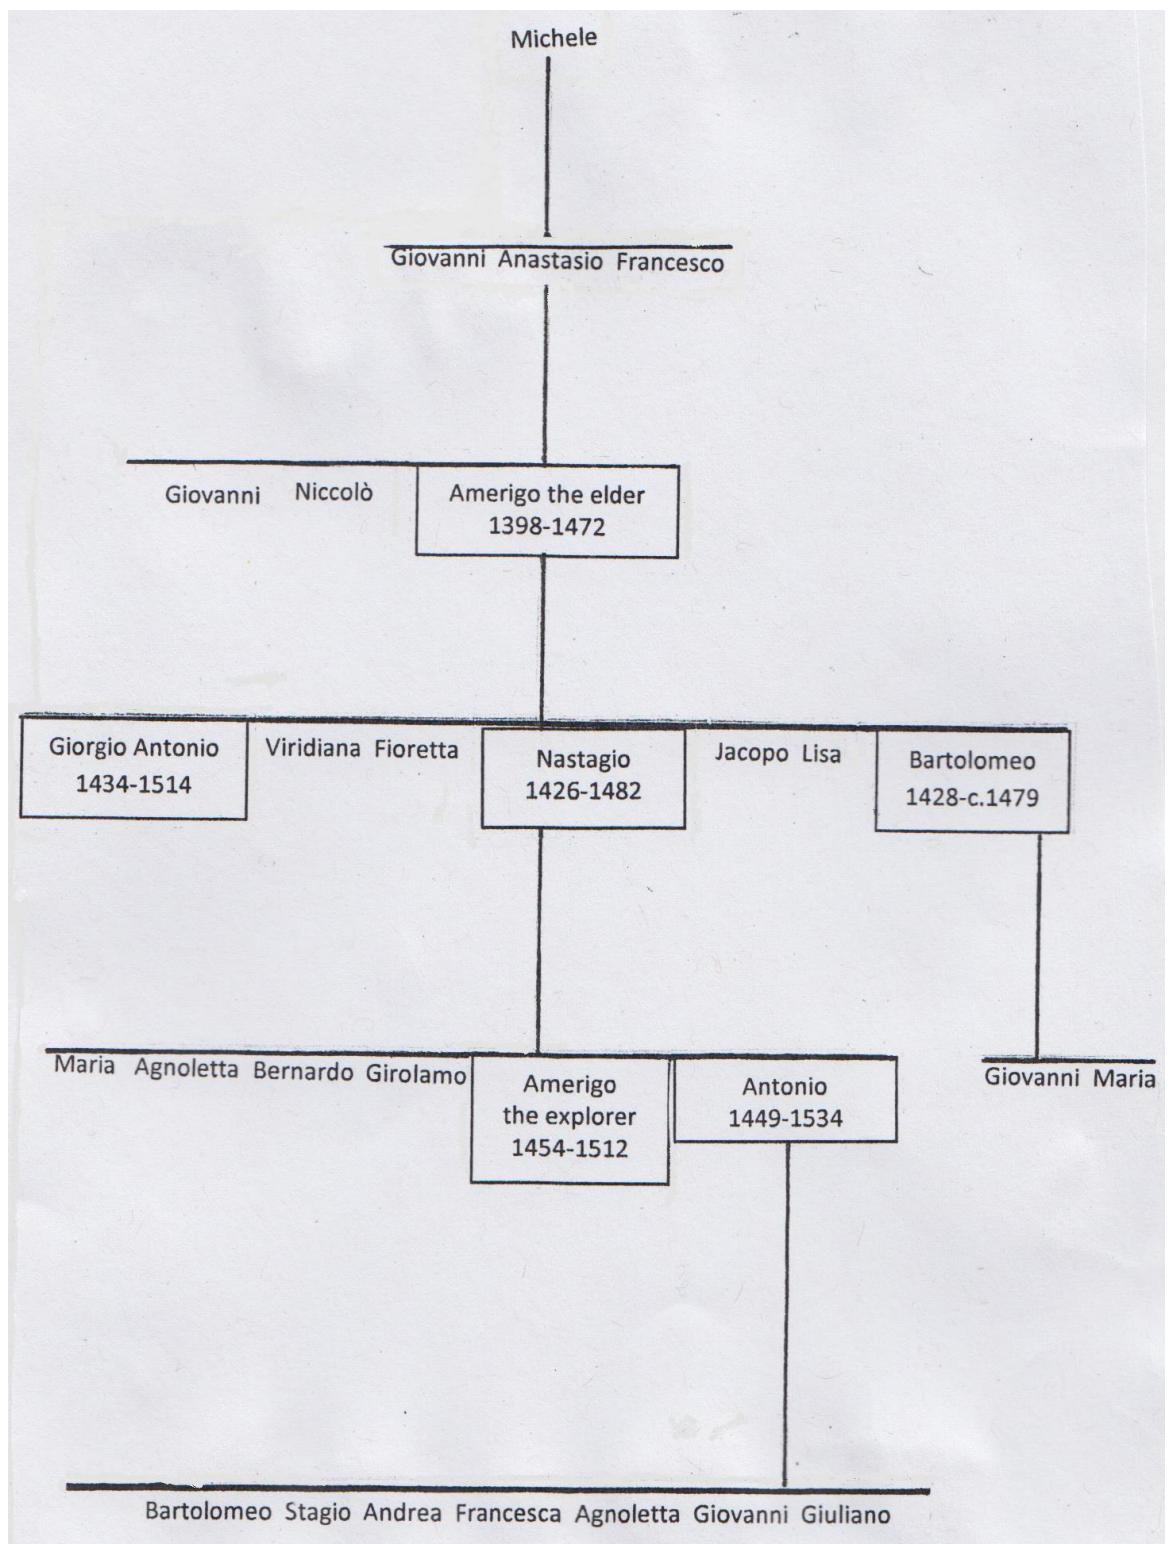 Michele
Giovanni Anastasio Francesco
Giovanni Niccolò
Amerigo the elder
1398-1472
Giorgio Antonio
1434-1514
Viridiana Fioretta
Nastagio
1426-1482
Jacopo Lisa
Bartolomeo
1428-c.1479
Maria Agnoletta Bernardo Girolamo
Amerigo
the explorer
1454-1512
Antonio
1449-1534
Giovanni Maria
Bartolomeo Stagio Andrea Francesca Agnoletta Giovanni Giuliano